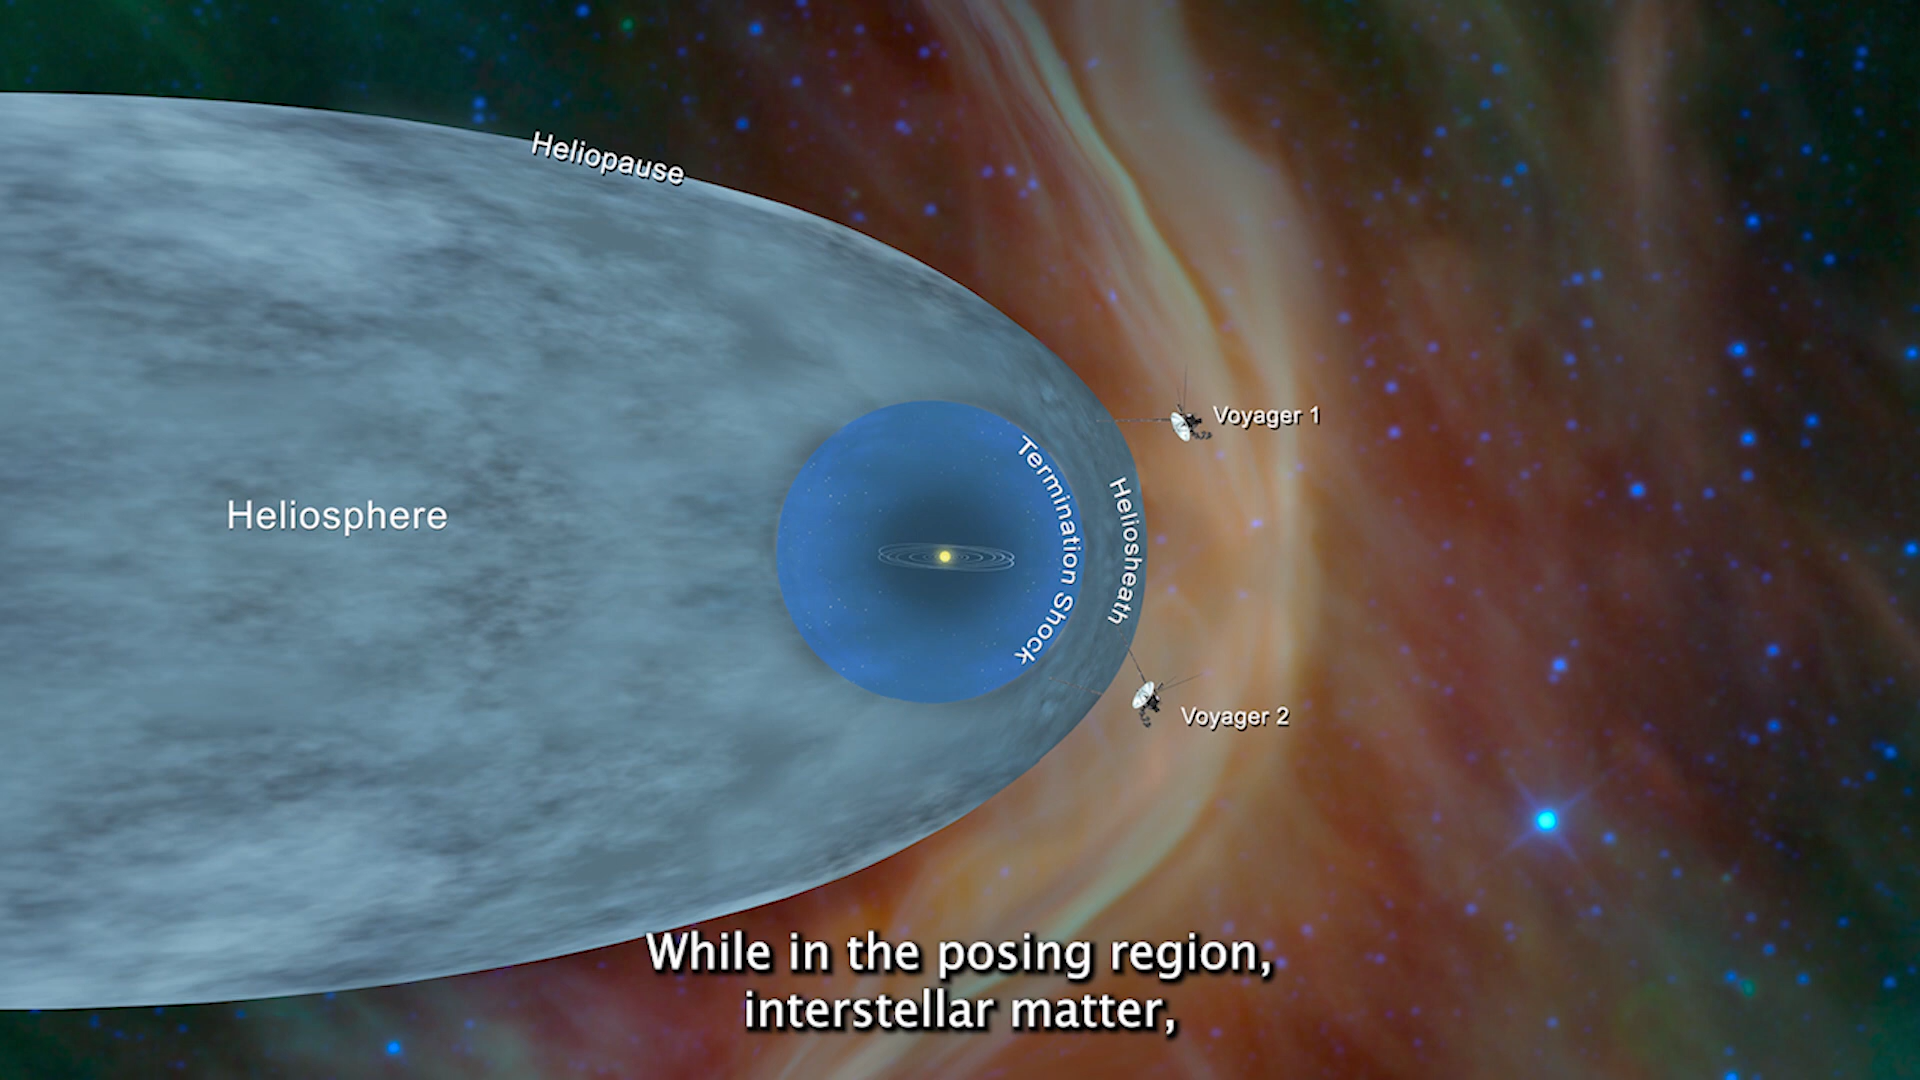 Heliopause
Voyager 1
Heliosphere
Termination Shock
Heliosheath
Voyager 2
While in the posing region,
interstellar matter,